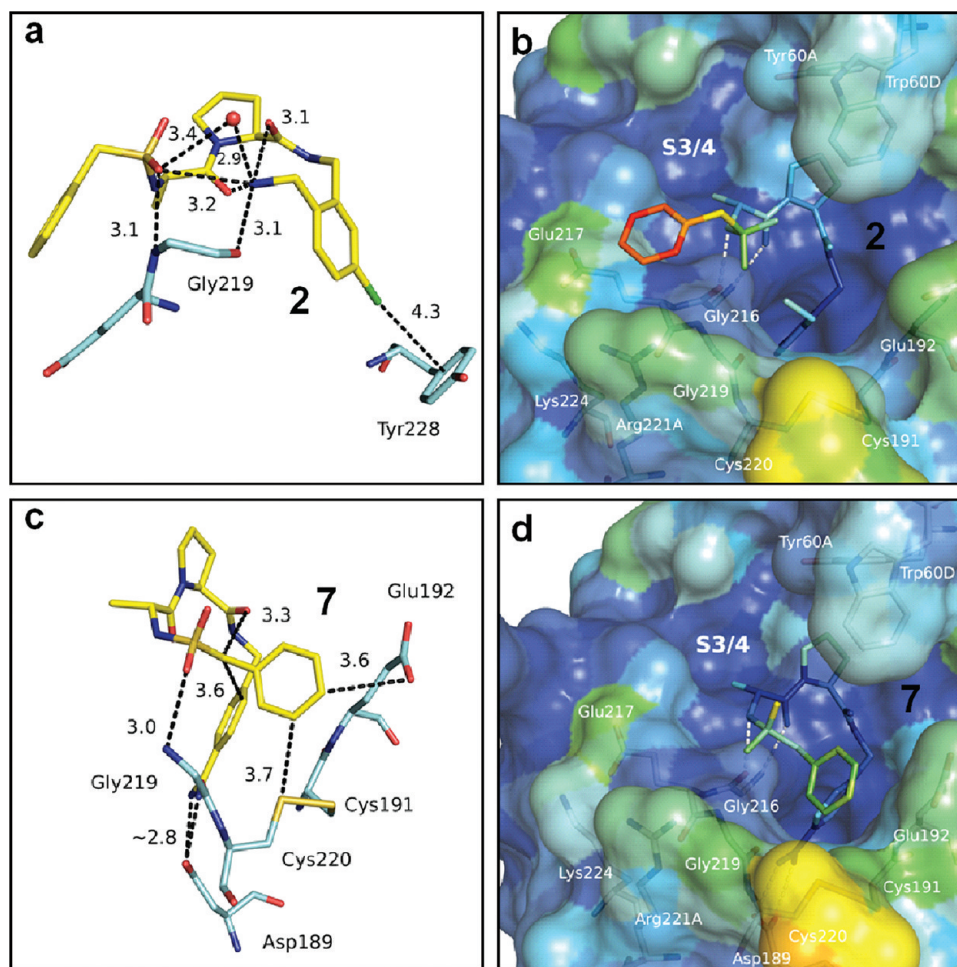 a
3.1
3.4
2.9
3.2
3.1
3.1
Gly219
2
4.3
Tyr228
b
Tyr60A
Trp60D
S3/4
Glu217
2
Gly216
Glu192
Gly219
Lys224
Arg221A
Cys191
Cys220
c
7
Glu192
3.3
3.6
3.6
3.0
Gly219
3.7
Cys191
~2.8
Cys220
Asp189
d
Tyr60A
Trp60D
S3/4
Glu217
7
Gly216
Glu192
Gly219
Lys224
Cys191
Arg221A
Cys220
Asp189